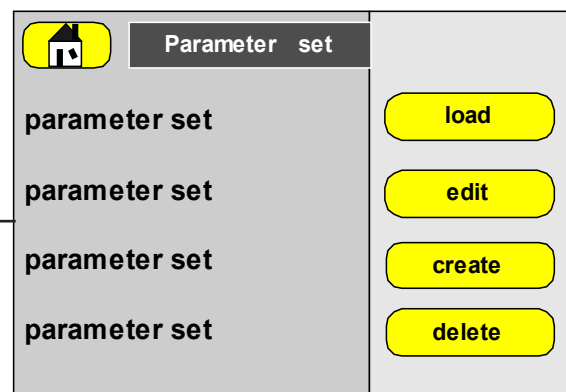 Parameter set
parameter set load
parameter set edit
parameter set create
parameter set delete